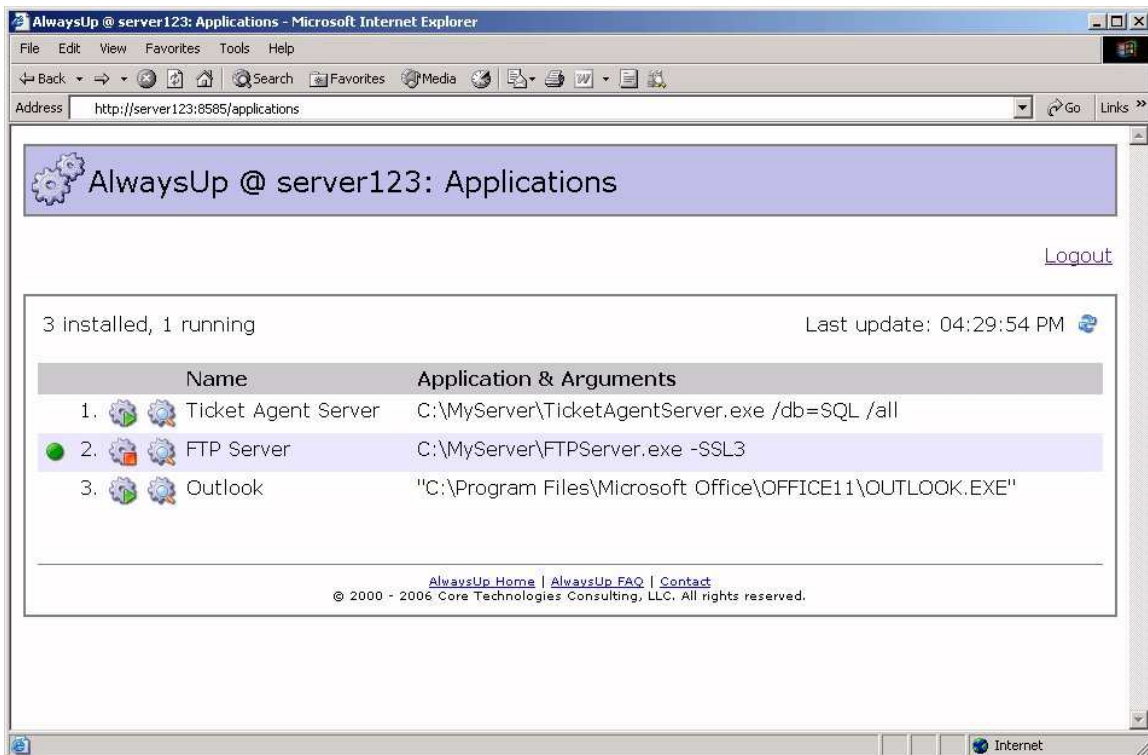 AlwaysUp @ server123: Applications - Microsoft Internet Explorer
File Edit View Favorites Tools Help
Back Search Favorites Media
Address http://server123:8585/applications Go Links »
AlwaysUp @ server123: Applications
Logout
3 installed, 1 running Last update: 04:29:54 PM
Name Application & Arguments
1. Ticket Agent Server C:\MyServer\TicketAgentServer.exe /db=SQL /all
2. FTP Server C:\MyServer\FTPServer.exe -SSL3
3. Outlook "C:\Program Files\Microsoft Office\OFFICE11\OUTLOOK.EXE"
AlwaysUp Home | AlwaysUp FAQ | Contact
© 2000 - 2006 Core Technologies Consulting, LLC. All rights reserved.
Internet